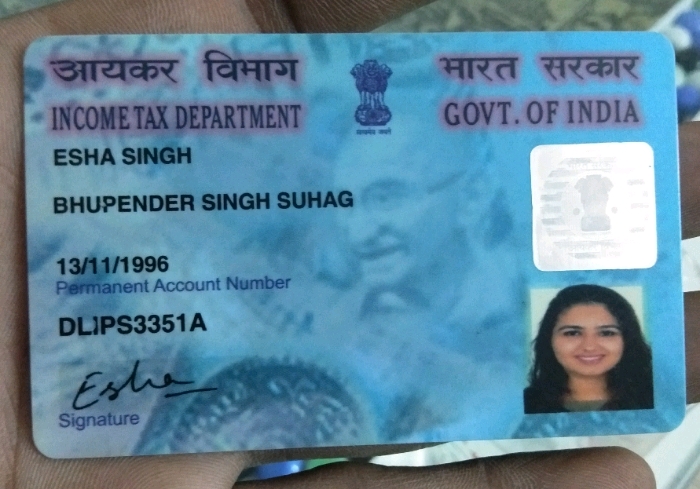 आयकर विभाग
भारत सरकार
INCOME TAX DEPARTMENT
GOVT. OF INDIA
सत्यमेव जयते
ESHA SINGH
BHUPENDER SINGH SUHAG
13/11/1996
Permanent Account Number
DLIPS3351A
Esha
Signature